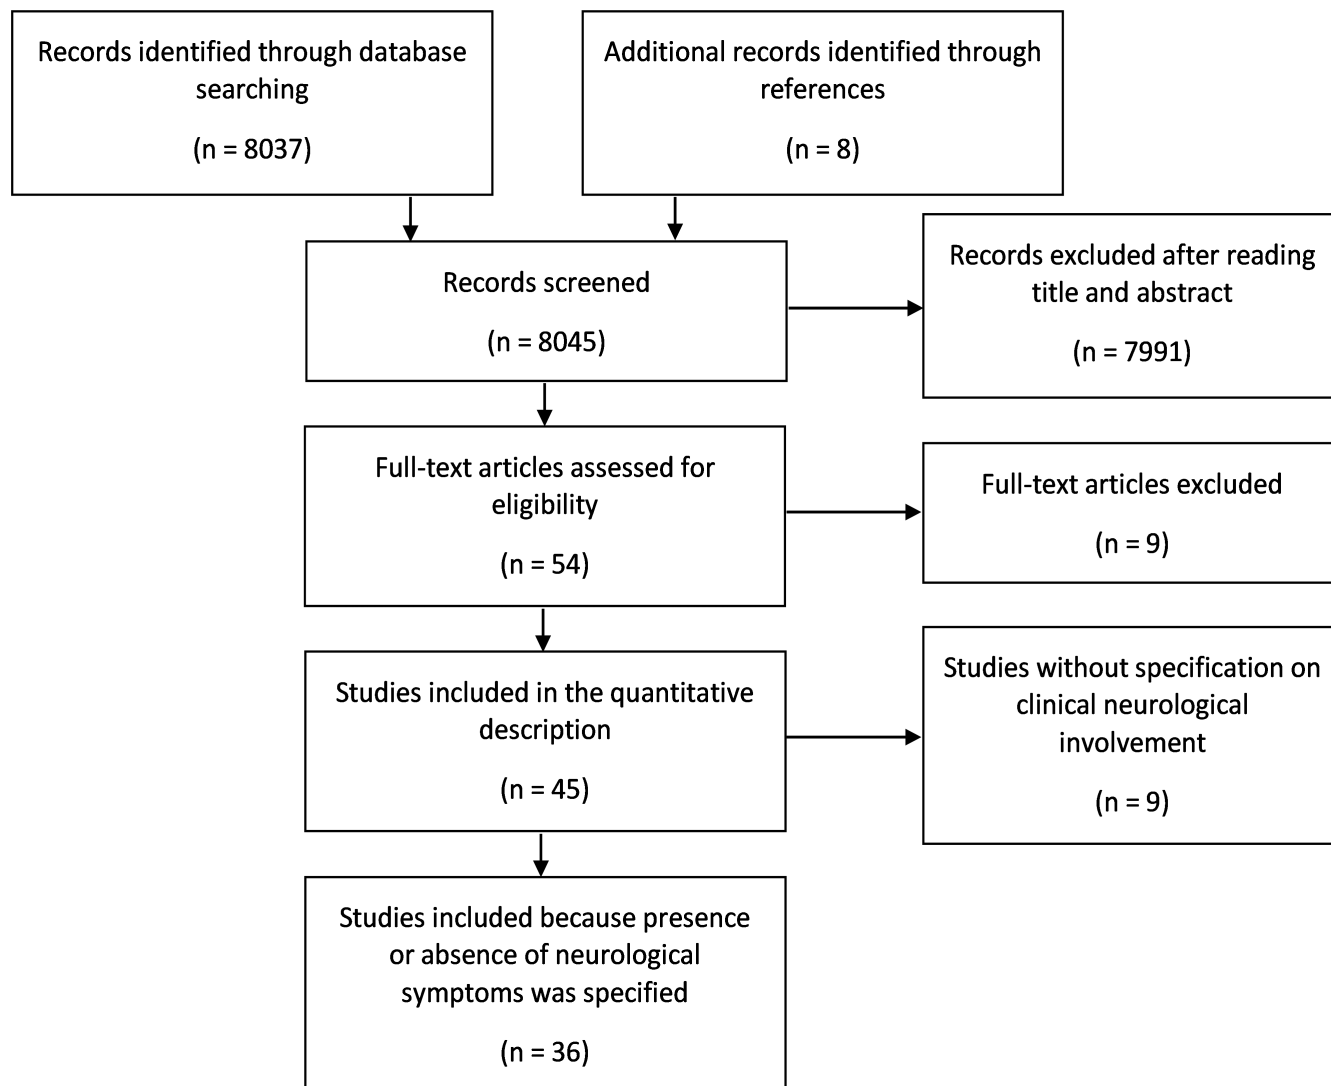 Records identified through database
searching
(n = 8037)
Additional records identified through
references
(n = 8)
Records screened
(n = 8045)
Records excluded after reading
title and abstract
(n = 7991)
Full-text articles assessed for
eligibility
(n = 54)
Full-text articles excluded
(n = 9)
Studies included in the quantitative
description
(n = 45)
Studies without specification on
clinical neurological
involvement
(n = 9)
Studies included because presence
or absence of neurological
symptoms was specified
(n = 36)